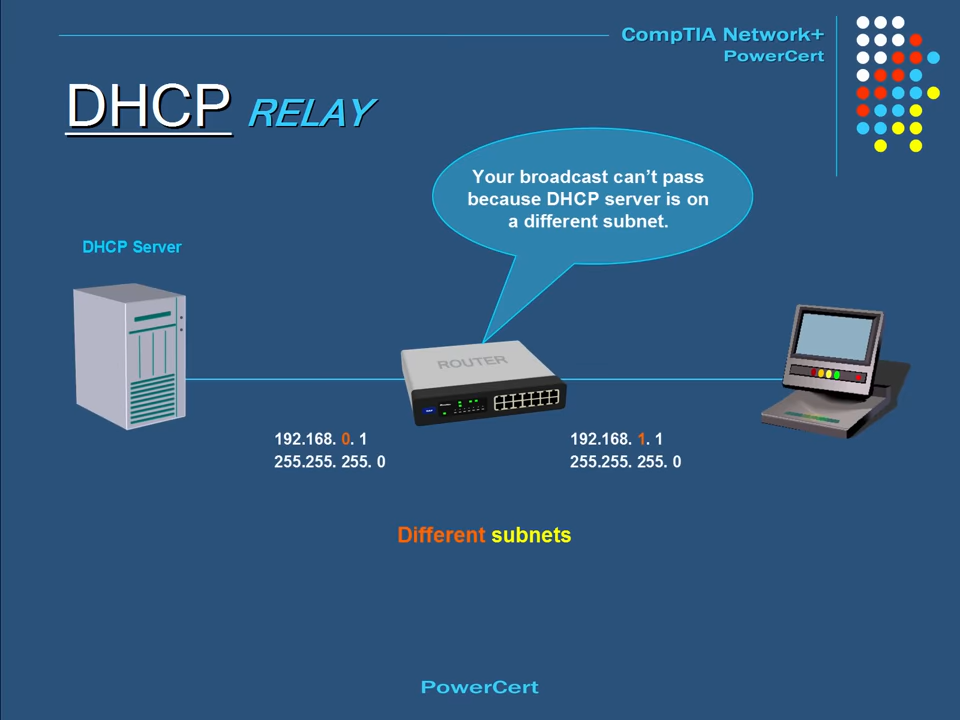 CompTIA Network+
PowerCert
DHCP RELAY
Your broadcast can't pass
because DHCP server is on
a different subnet.
DHCP Server
ROUTER
192.168. 0. 1
255.255. 255. 0
192.168. 1. 1
255.255. 255. 0
Different subnets
PowerCert